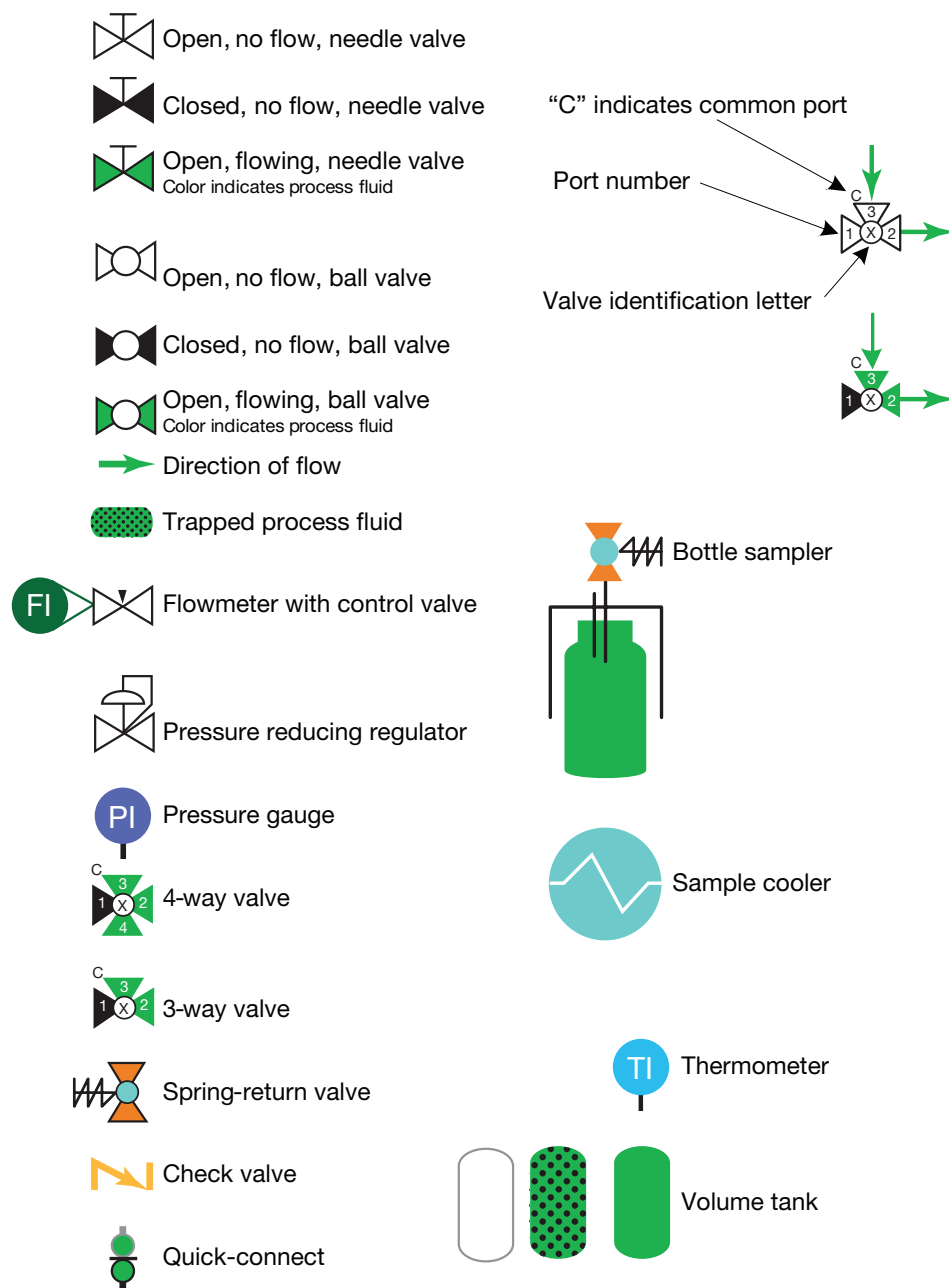 Open, no flow, needle valve
Closed, no flow, needle valve
Open, flowing, needle valve
Color indicates process fluid
Open, no flow, ball valve
Closed, no flow, ball valve
Open, flowing, ball valve
Color indicates process fluid
Direction of flow
Trapped process fluid
FI
Flowmeter with control valve
Pressure reducing regulator
PI
Pressure gauge
C
3
1 X 2
4
4-way valve
C
3
1 X 2
3-way valve
Spring-return valve
Check valve
Quick-connect
“C” indicates common port
Port number
C
3
1 X 2
Valve identification letter
C
3
1 X 2
Bottle sampler
Sample cooler
TI
Thermometer
Volume tank